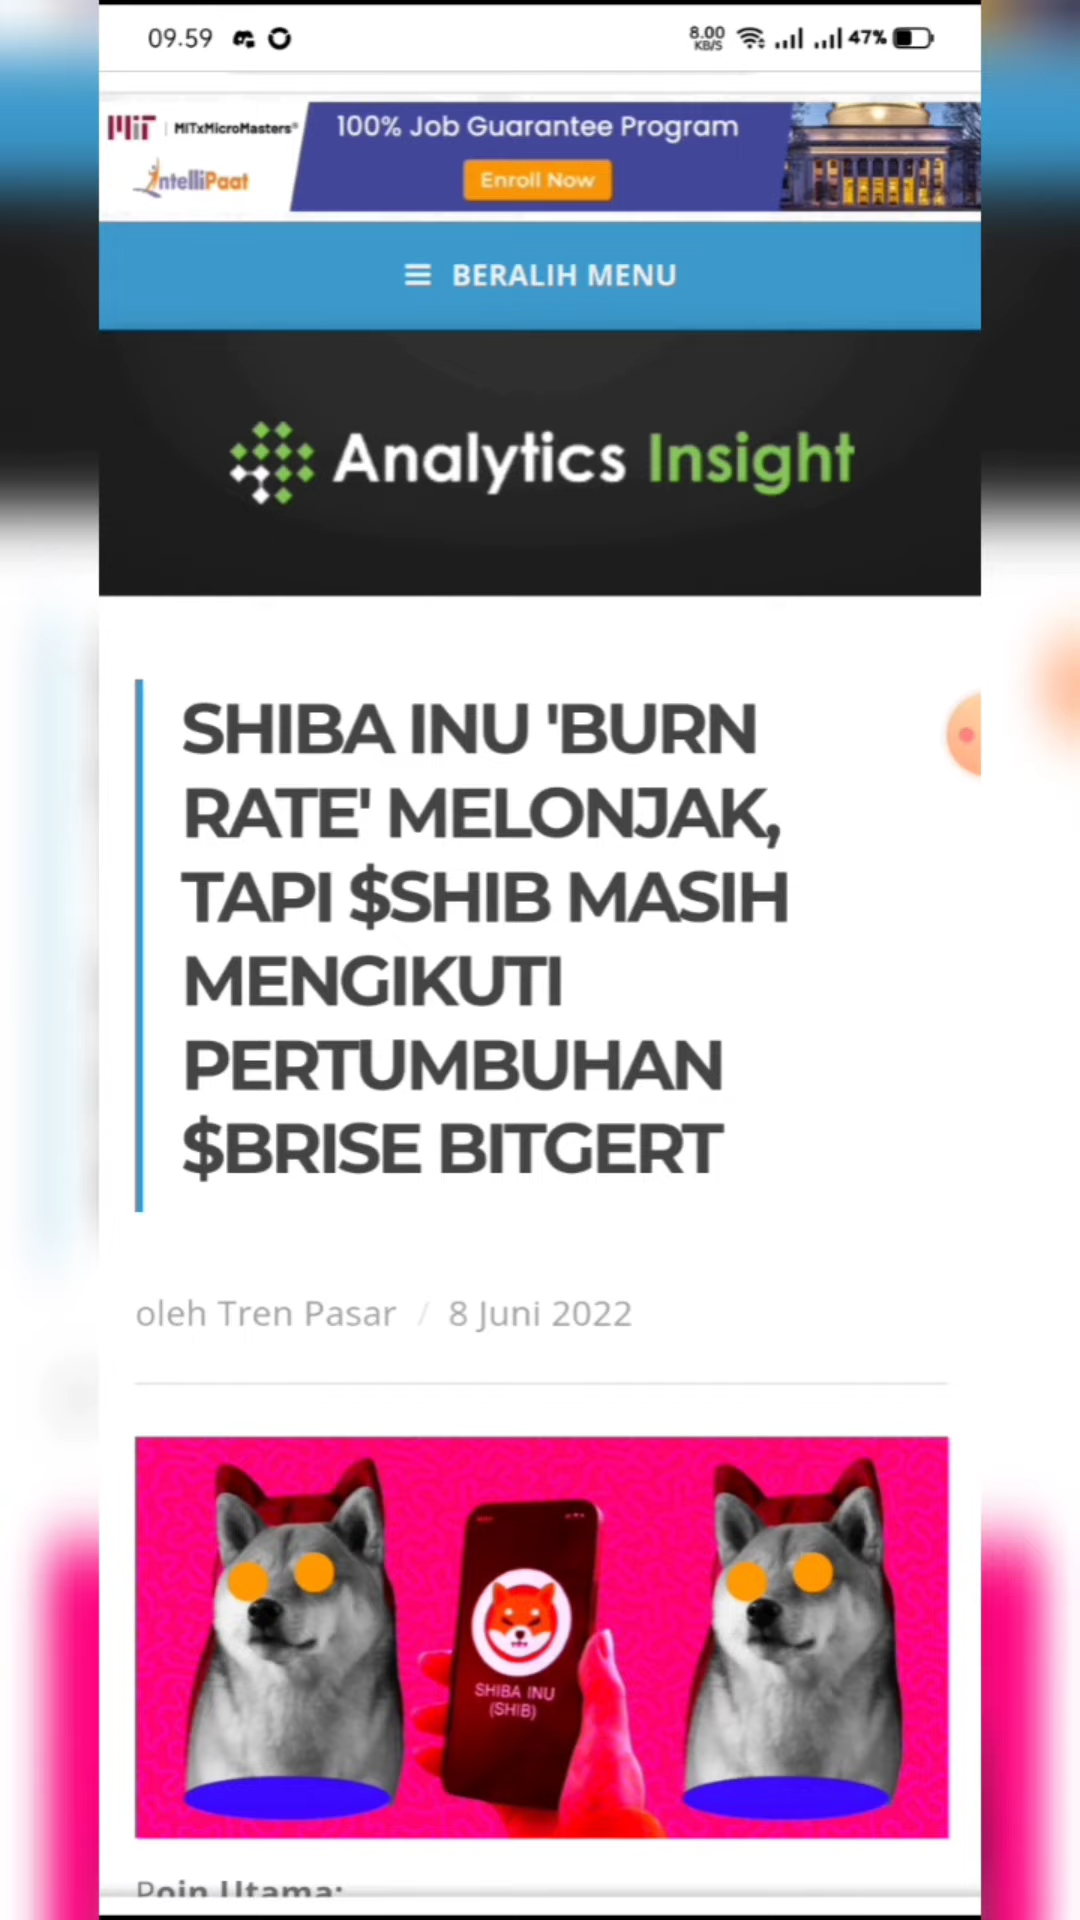 09.59
8.00
KB/S
47%
MIT | MITxMicroMasters®
100% Job Guarantee Program
IntelliPaat
Enroll Now
BERALIH MENU
Analytics Insight
SHIBA INU 'BURN
RATE' MELONJAK,
TAPI $SHIB MASIH
MENGIKUTI
PERTUMBUHAN
$BRISE BITGERT
oleh Tren Pasar / 8 Juni 2022
SHIBA INU
(SHIB)
Poin Utama: